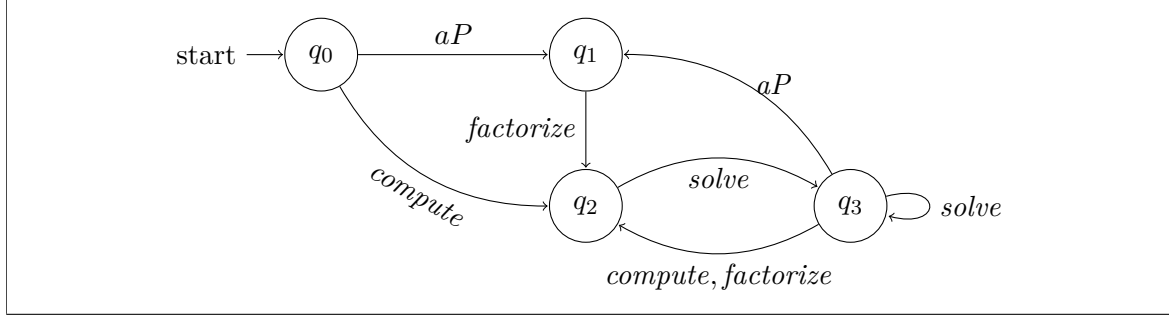 start q0 aP q1
aP
factorize
compute
q2 solve q3 solve
compute, factorize